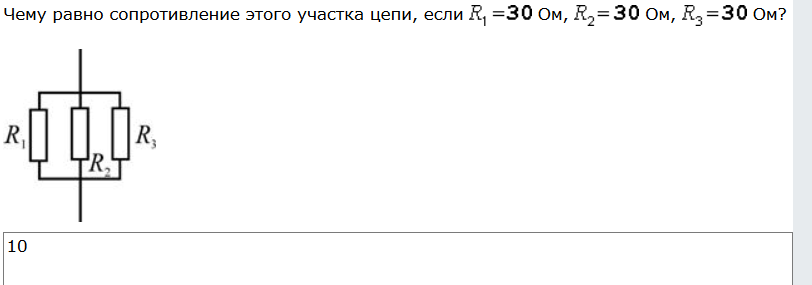 Чему равно сопротивление этого участка цепи, если R₁ =30 Ом, R₂=30 Ом, R₃=30 Ом?
R₁ R₃
R₂
10